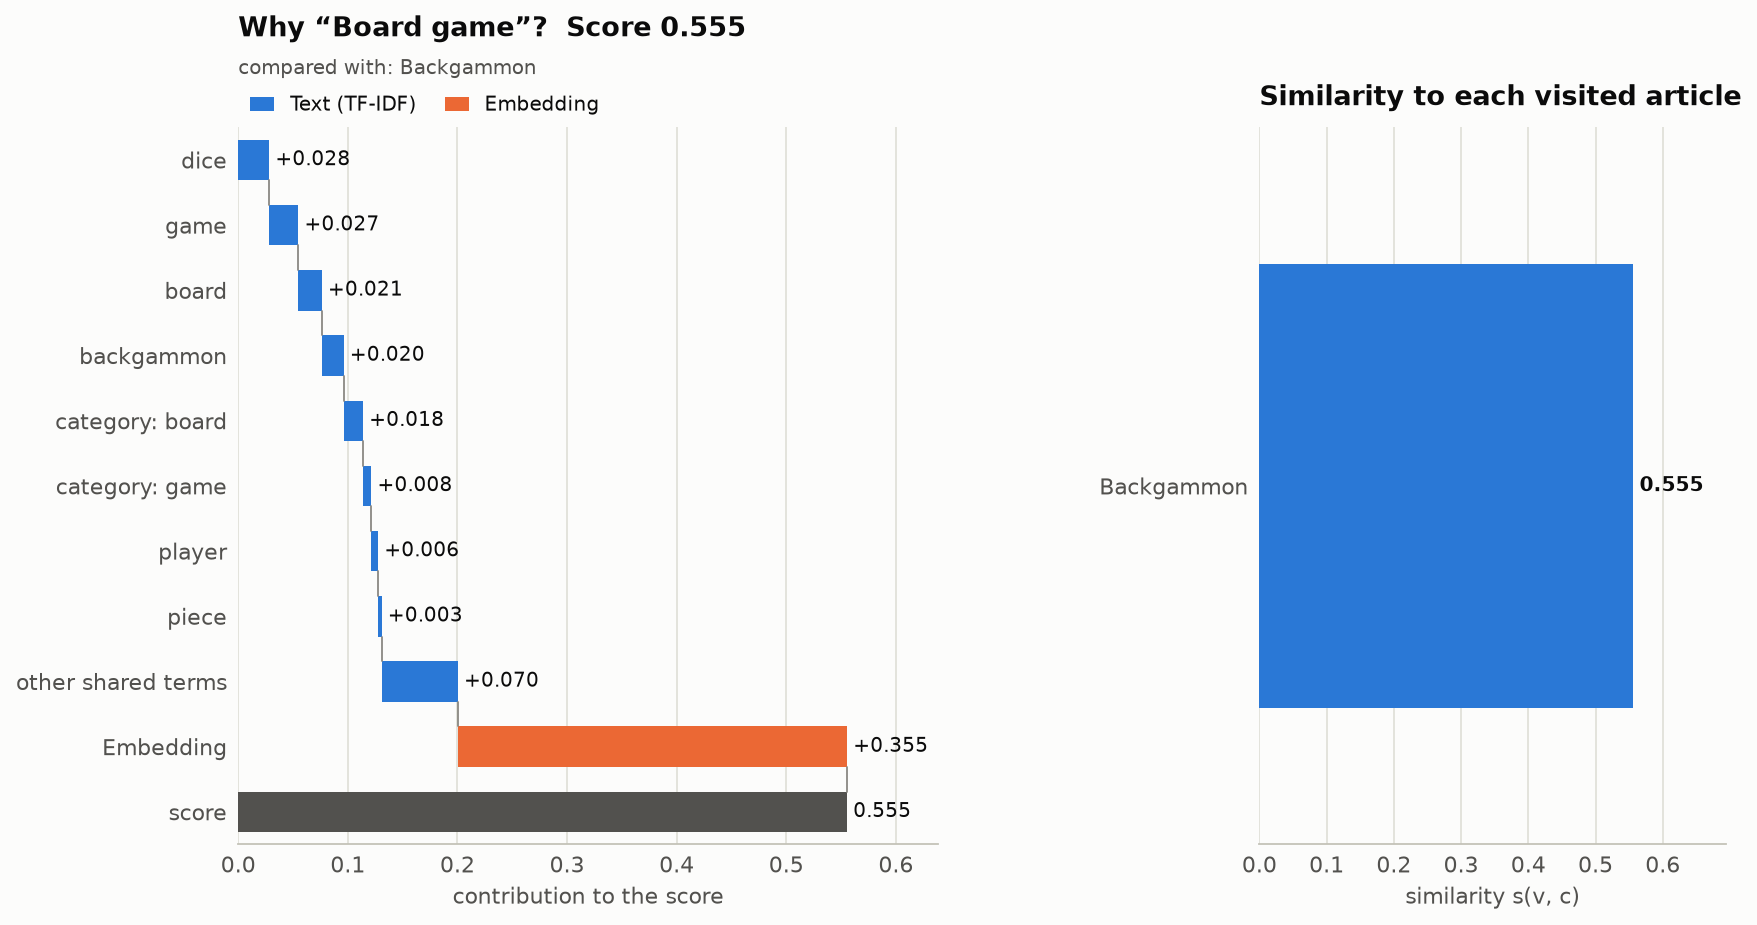 Why “Board game”?  Score 0.555
compared with: Backgammon
Text (TF-IDF)  Embedding
dice +0.028
game +0.027
board +0.021
backgammon +0.020
category: board +0.018
category: game +0.008
player +0.006
piece +0.003
other shared terms +0.070
Embedding +0.355
score 0.555
0.0 0.1 0.2 0.3 0.4 0.5 0.6
contribution to the score
Similarity to each visited article
Backgammon 0.555
0.0 0.1 0.2 0.3 0.4 0.5 0.6
similarity s(v, c)